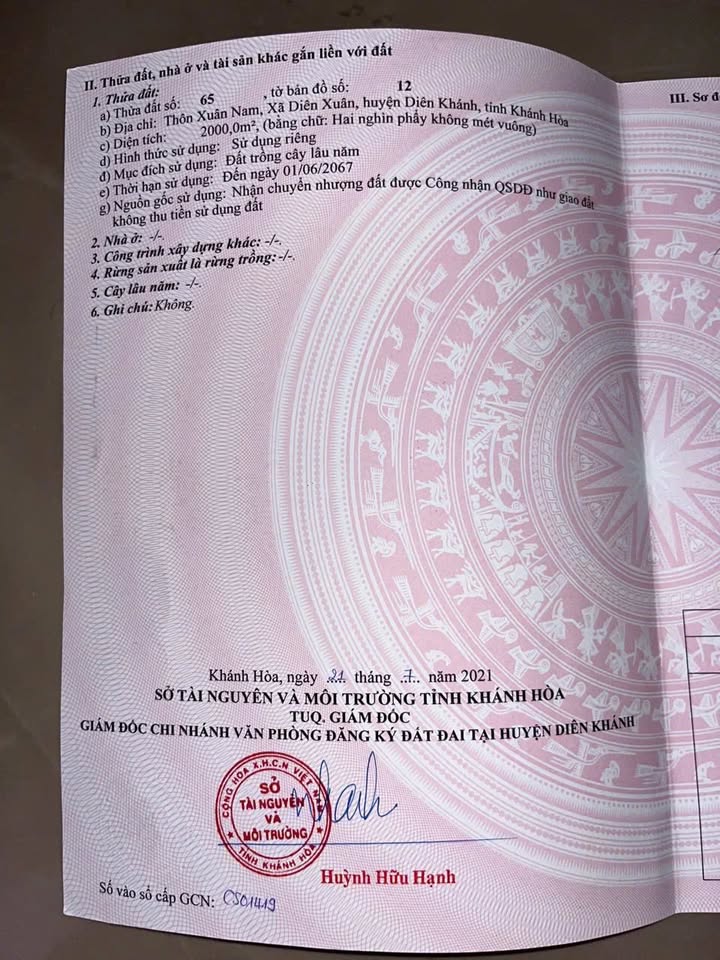 II. Thửa đất, nhà ở và tài sản khác gắn liền với đất
1. Thửa đất:
a) Thửa đất số: 65 , tờ bản đồ số: 12
b) Địa chỉ: Thôn Xuân Nam, Xã Diên Xuân, huyện Diên Khánh, tỉnh Khánh Hòa
c) Diện tích: 2000,0m², (bằng chữ: Hai nghìn phẩy không mét vuông)
d) Hình thức sử dụng: Sử dụng riêng
đ) Mục đích sử dụng: Đất trồng cây lâu năm
e) Thời hạn sử dụng: Đến ngày 01/06/2067
g) Nguồn gốc sử dụng: Nhận chuyển nhượng đất được Công nhận QSDĐ như giao đất
không thu tiền sử dụng đất
2. Nhà ở: -/-.
3. Công trình xây dựng khác: -/-.
4. Rừng sản xuất là rừng trồng: -/-.
5. Cây lâu năm: -/-.
6. Ghi chú: Không.
III. Sơ đ
Khánh Hòa, ngày 21 tháng 7 năm 2021
SỞ TÀI NGUYÊN VÀ MÔI TRƯỜNG TỈNH KHÁNH HÒA
TUQ. GIÁM ĐỐC
GIÁM ĐỐC CHI NHÁNH VĂN PHÒNG ĐĂNG KÝ ĐẤT ĐAI TẠI HUYỆN DIÊN KHÁNH
CỘNG HÒA X.H.C.N VIỆT NAM
SỞ
TÀI NGUYÊN
VÀ
MÔI TRƯỜNG
TỈNH KHÁNH HÒA
Huỳnh Hữu Hạnh
Số vào sổ cấp GCN: CS01419